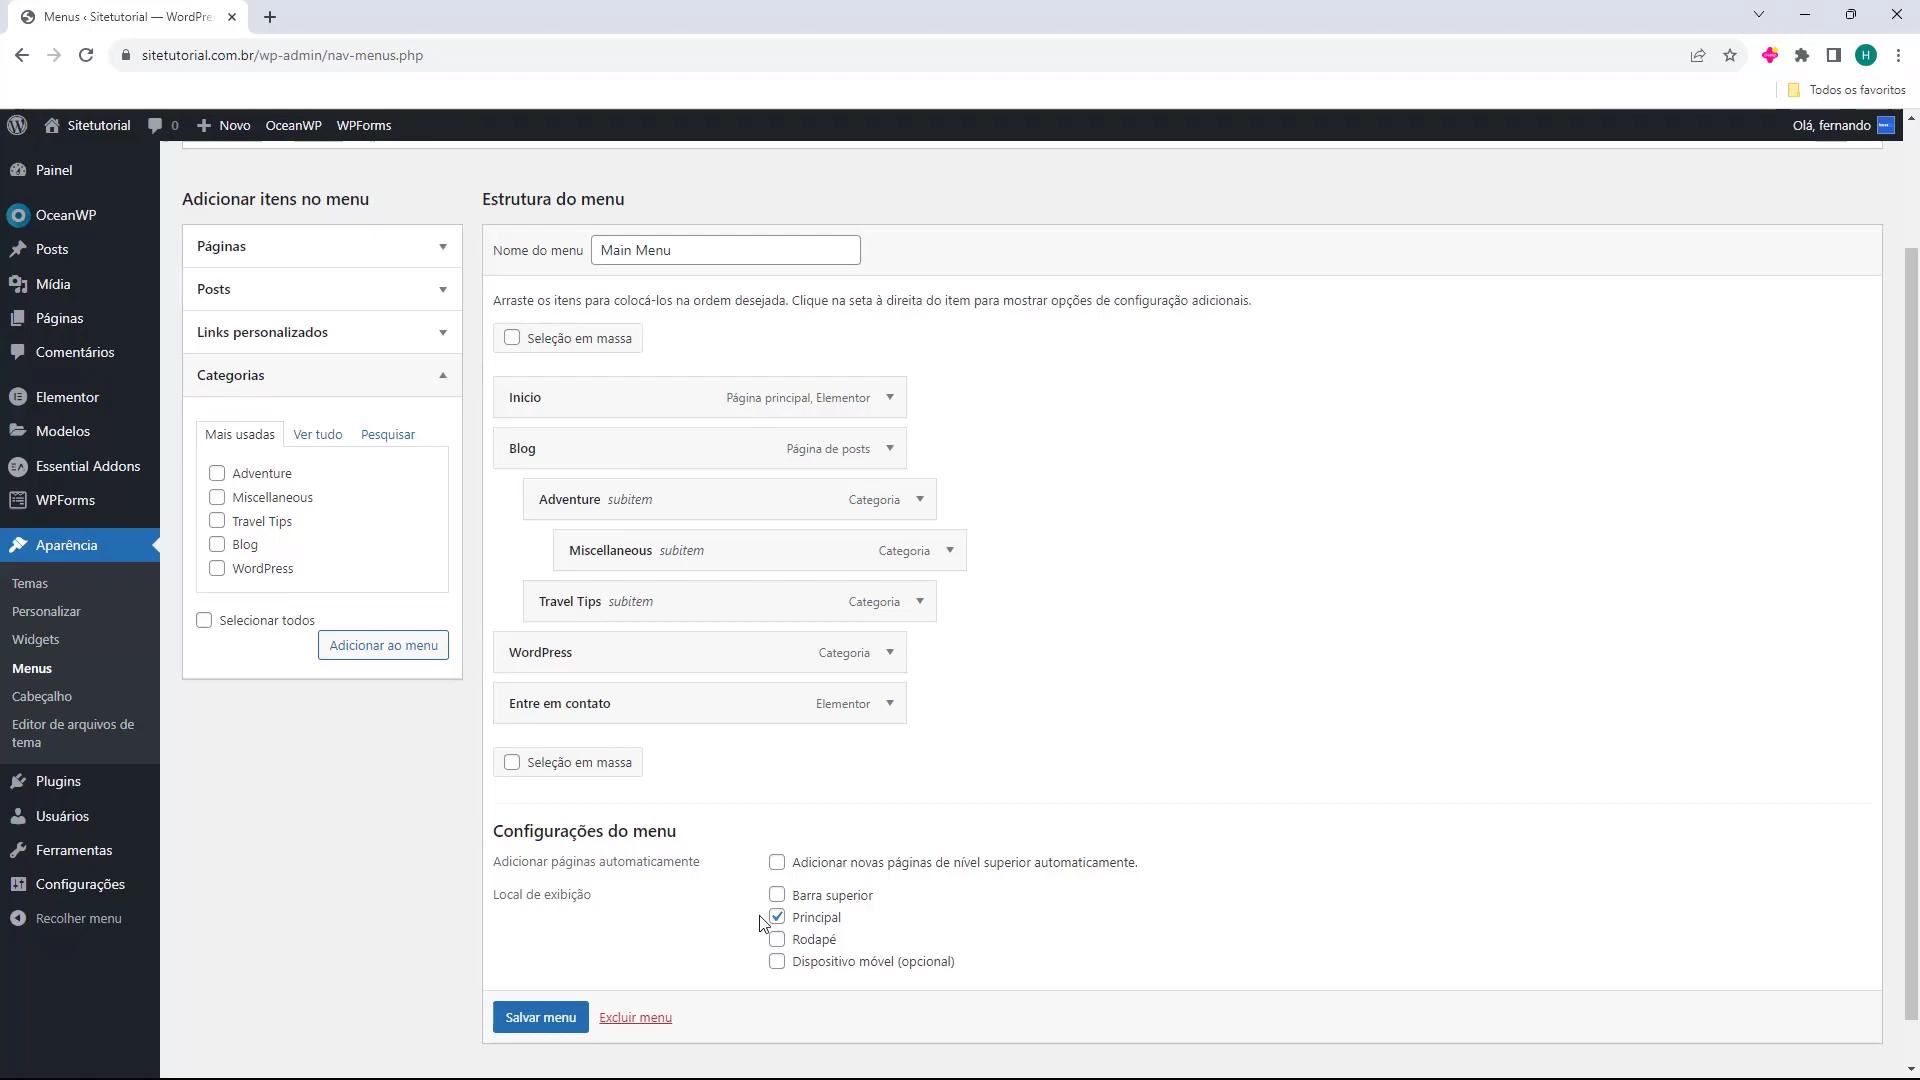 Menus ‹ Sitetutorial — WordPre
sitetutorial.com.br/wp-admin/nav-menus.php
H
Todos os favoritos
Sitetutorial
0
Novo
OceanWP
WPForms
Olá, fernando
Painel
OceanWP
Posts
Mídia
Páginas
Comentários
Elementor
Modelos
Essential Addons
WPForms
Aparência
Temas
Personalizar
Widgets
Menus
Cabeçalho
Editor de arquivos de
tema
Plugins
Usuários
Ferramentas
Configurações
Recolher menu
Adicionar itens no menu
Páginas
Posts
Links personalizados
Categorias
Mais usadas
Ver tudo
Pesquisar
Adventure
Miscellaneous
Travel Tips
Blog
WordPress
Selecionar todos
Adicionar ao menu
Estrutura do menu
Nome do menu
Main Menu
Arraste os itens para colocá-los na ordem desejada. Clique na seta à direita do item para mostrar opções de configuração adicionais.
Seleção em massa
Inicio Página principal, Elementor
Blog Página de posts
Adventure subitem Categoria
Miscellaneous subitem Categoria
Travel Tips subitem Categoria
WordPress Categoria
Entre em contato Elementor
Seleção em massa
Configurações do menu
Adicionar páginas automaticamente
Adicionar novas páginas de nível superior automaticamente.
Local de exibição
Barra superior
Principal
Rodapé
Dispositivo móvel (opcional)
Salvar menu
Excluir menu